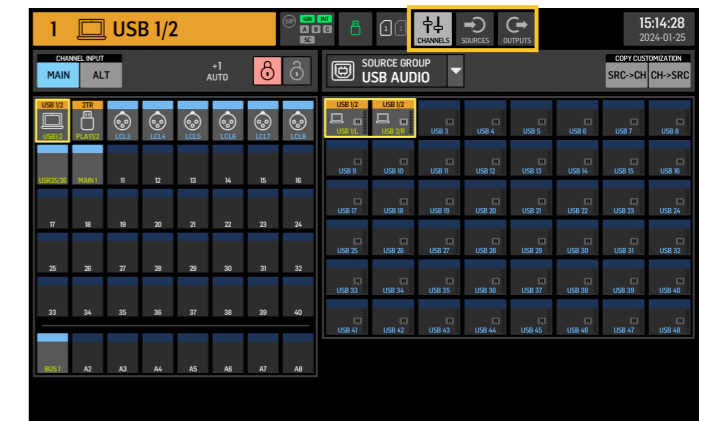 1 USB 1/2
SIP 48K INT
A B C
SC
1 2
CHANNELS SOURCES OUTPUTS
15:14:28
2024-01-25
CHANNEL INPUT
MAIN ALT
+1
AUTO
SOURCE GROUP
USB AUDIO
COPY CUSTOMIZATION
SRC->CH CH->SRC
USB 1/2 2TR
USB1/2 PLAY1/2 LCL3 LCL4 LCL5 LCL6 LCL7 LCL8
USR25/26 MAIN 1 11 12 13 14 15 16
17 18 19 20 21 22 23 24
25 26 27 28 29 30 31 32
33 34 35 36 37 38 39 40
BUS 1 A2 A3 A4 A5 A6 A7 A8
USB 1/2 USB 1/2
USB 1/L USB 2/R USB 3 USB 4 USB 5 USB 6 USB 7 USB 8
USB 9 USB 10 USB 11 USB 12 USB 13 USB 14 USB 15 USB 16
USB 17 USB 18 USB 19 USB 20 USB 21 USB 22 USB 23 USB 24
USB 25 USB 26 USB 27 USB 28 USB 29 USB 30 USB 31 USB 32
USB 33 USB 34 USB 35 USB 36 USB 37 USB 38 USB 39 USB 40
USB 41 USB 42 USB 43 USB 44 USB 45 USB 46 USB 47 USB 48